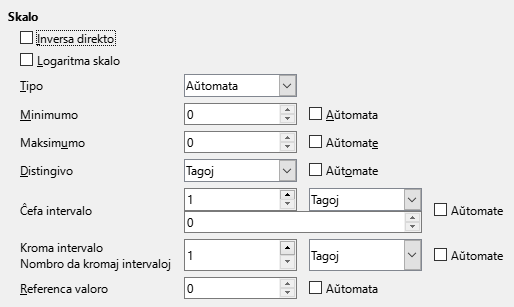 Skalo
Inversa direkto
Logaritma skalo
Tipo Aŭtomata
Minimumo 0 Aŭtomata
Maksimumo 0 Aŭtomate
Distingivo Tagoj Aŭtomate
Ĉefa intervalo 1 Tagoj Aŭtomate
0
Kroma intervalo
Nombro da kromaj intervaloj 1 Tagoj Aŭtomate
Referenca valoro 0 Aŭtomata